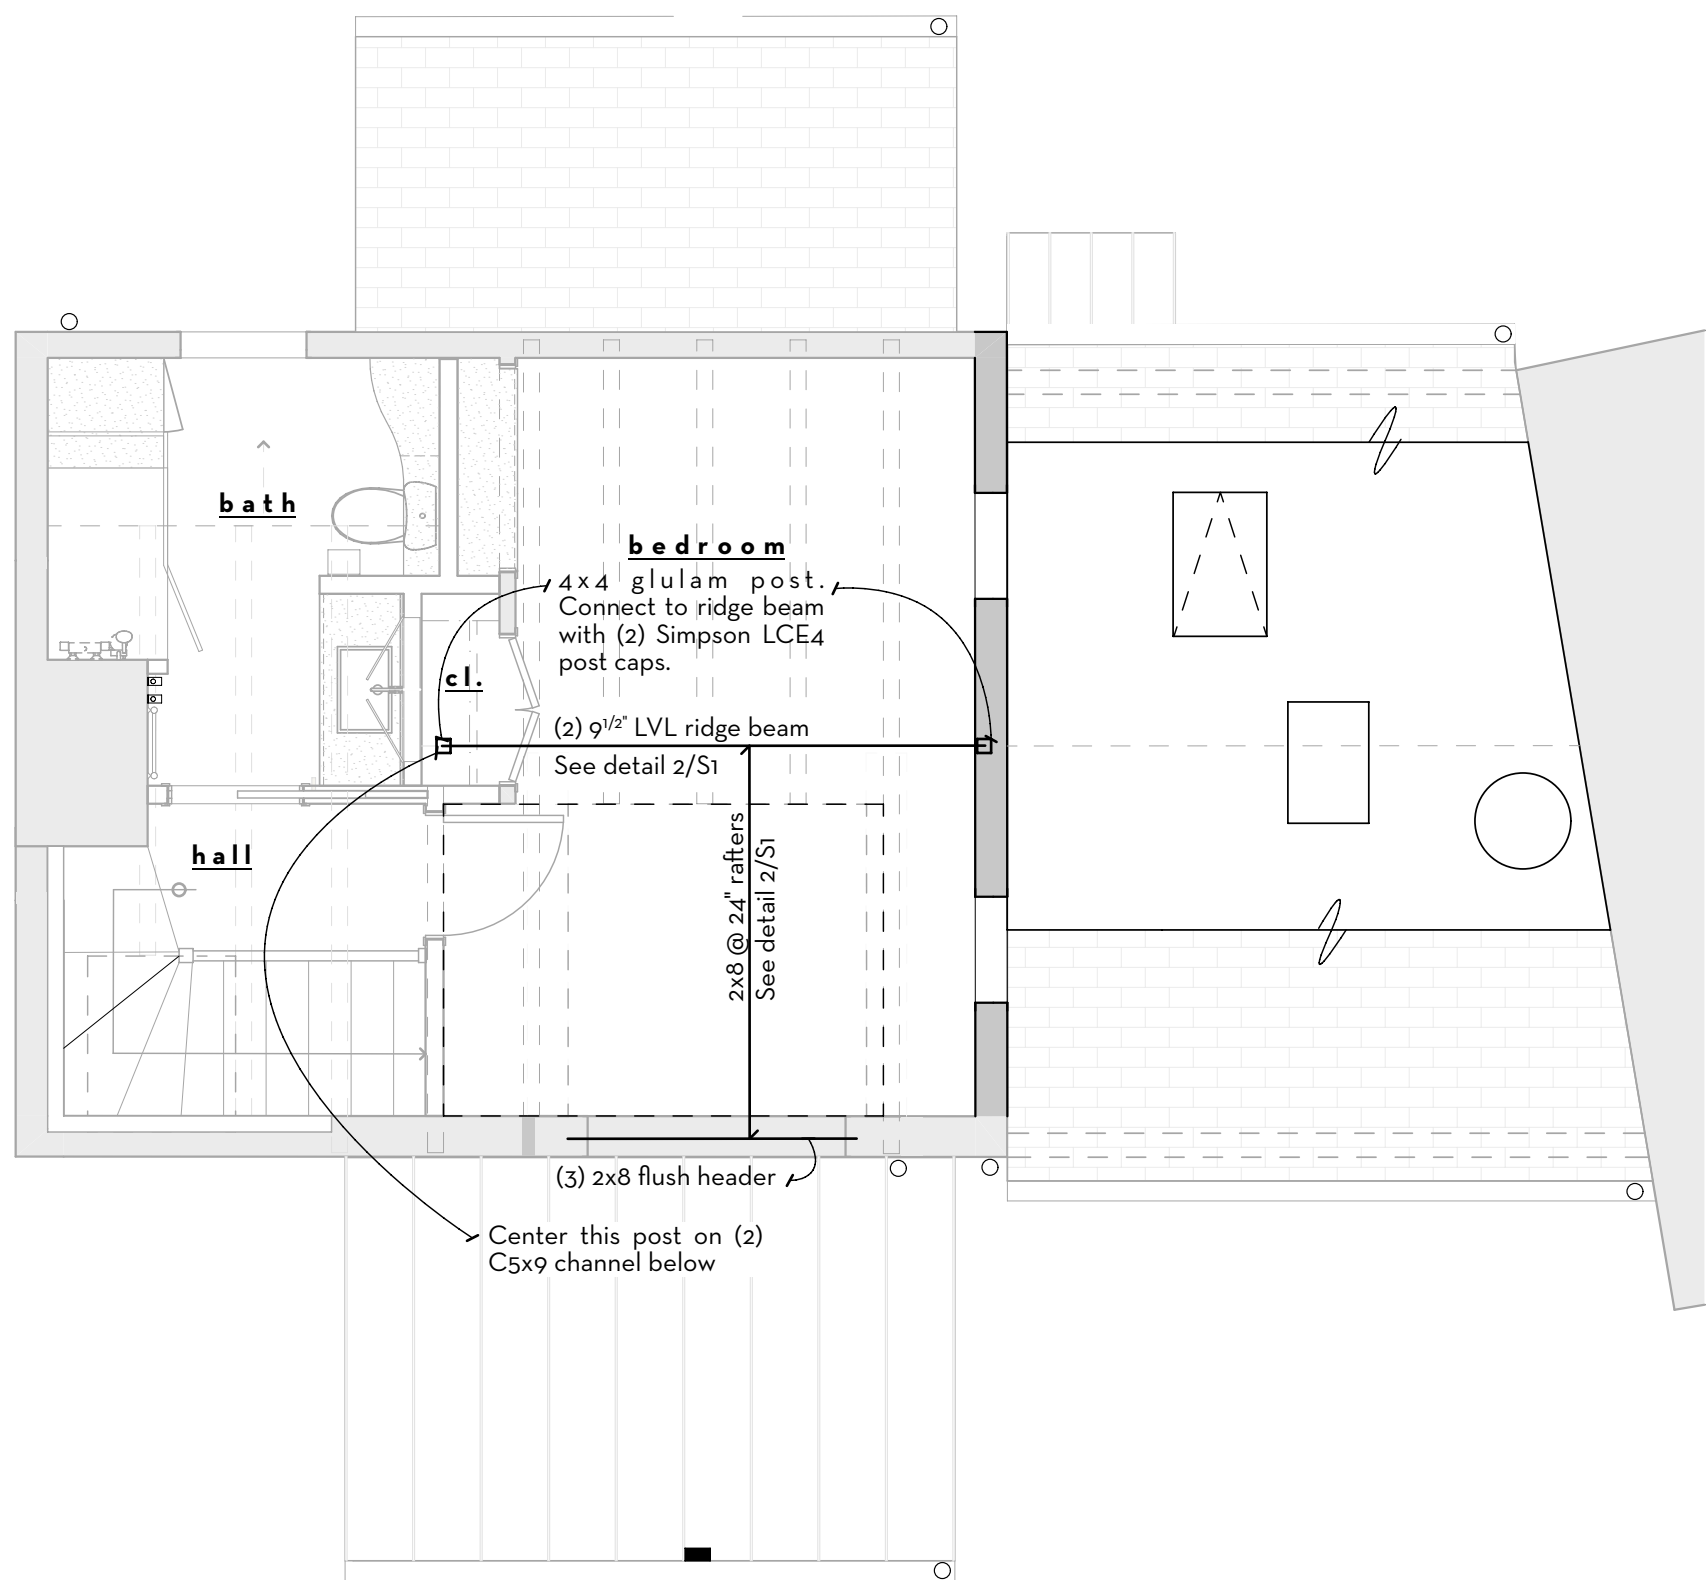 bath
bedroom
4x4 glulam post.
Connect to ridge beam
with (2) Simpson LCE4
post caps.
cl.
(2) 9 1/2" LVL ridge beam
See detail 2/S1
2x8 @ 24" rafters
See detail 2/S1
hall
(3) 2x8 flush header
Center this post on (2)
C5x9 channel below